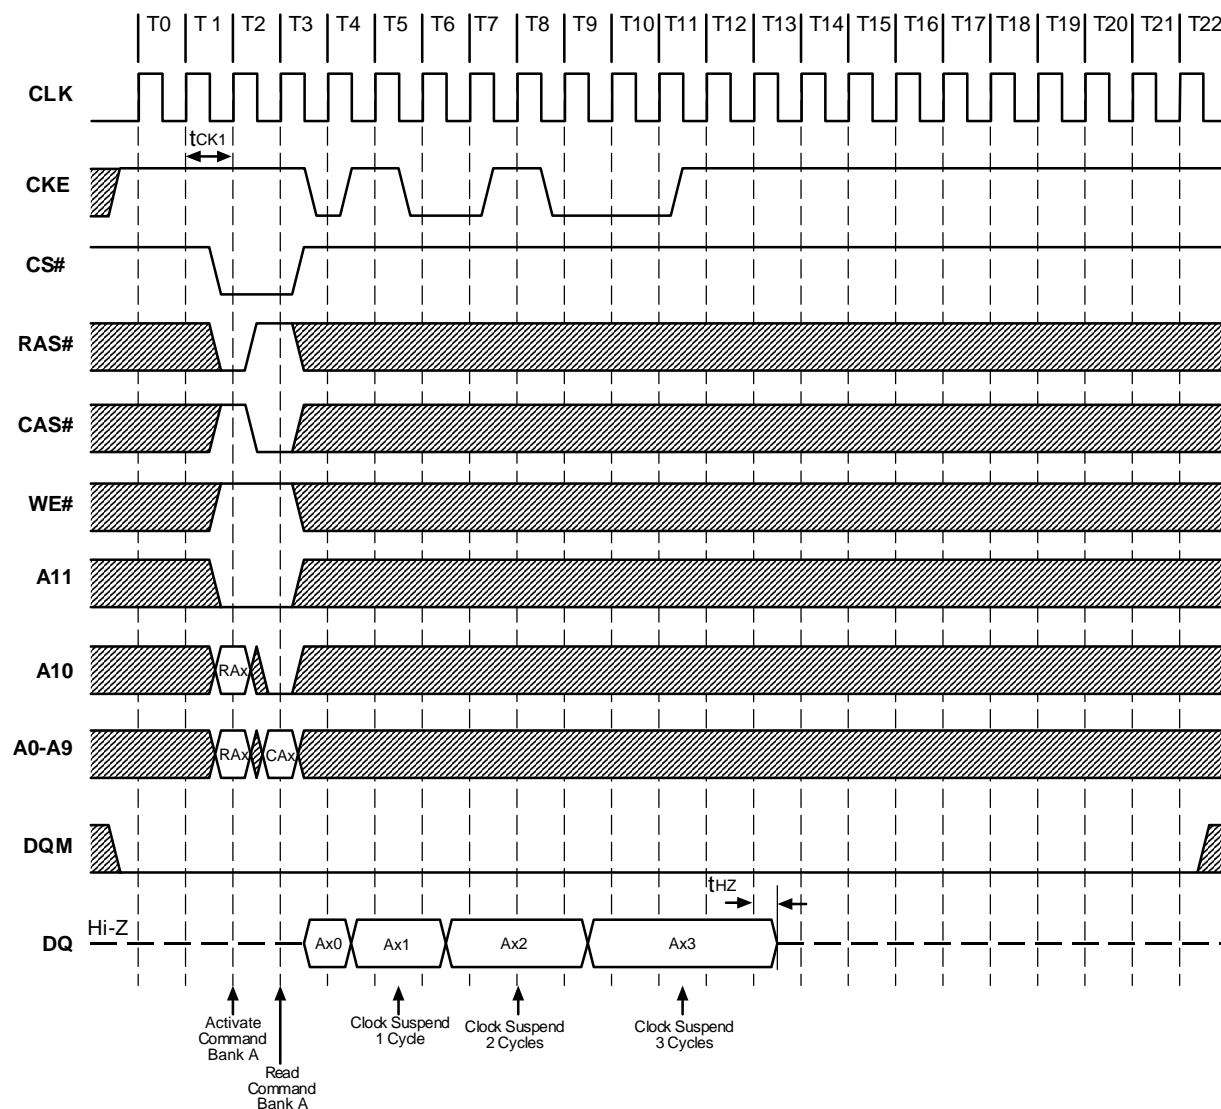 T0 T1 T2 T3 T4 T5 T6 T7 T8 T9 T10 T11 T12 T13 T14 T15 T16 T17 T18 T19 T20 T21 T22
CLK
tCK1
CKE
CS#
RAS#
CAS#
WE#
A11
A10
RAx
A0-A9
RAx CAx
DQM
tHZ
Hi-Z
DQ
Ax0 Ax1 Ax2 Ax3
Activate
Command
Bank A
Read
Command
Bank A
Clock Suspend
1 Cycle
Clock Suspend
2 Cycles
Clock Suspend
3 Cycles